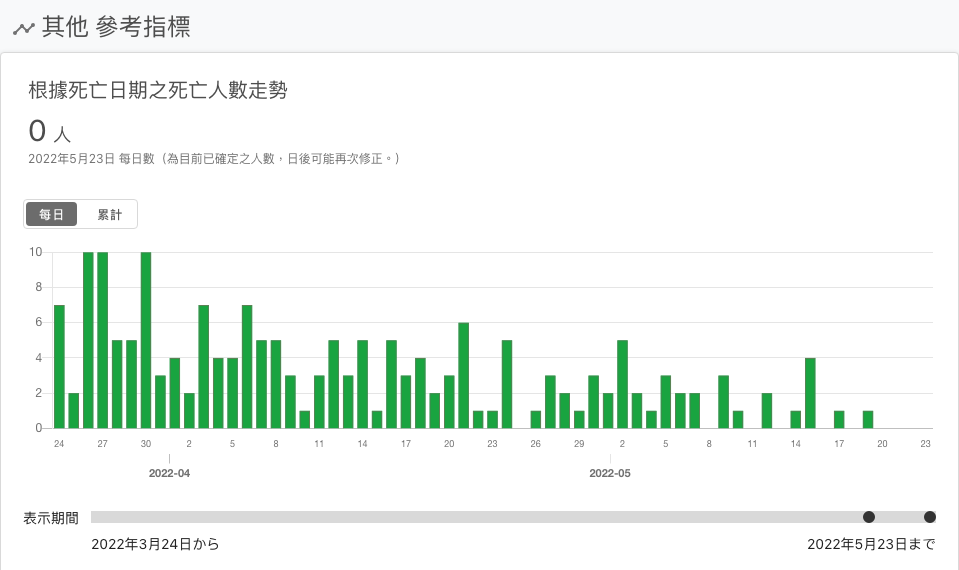 其他 參考指標
根據死亡日期之死亡人數走勢
0 人
2022年5月23日 每日數（為目前已確定之人數，日後可能再次修正。）
每日 累計
10
8
6
4
2
0
24 27 30 2 5 8 11 14 17 20 23 26 29 2 5 8 11 14 17 20 23
2022-04 2022-05
表示期間
2022年3月24日から 2022年5月23日まで